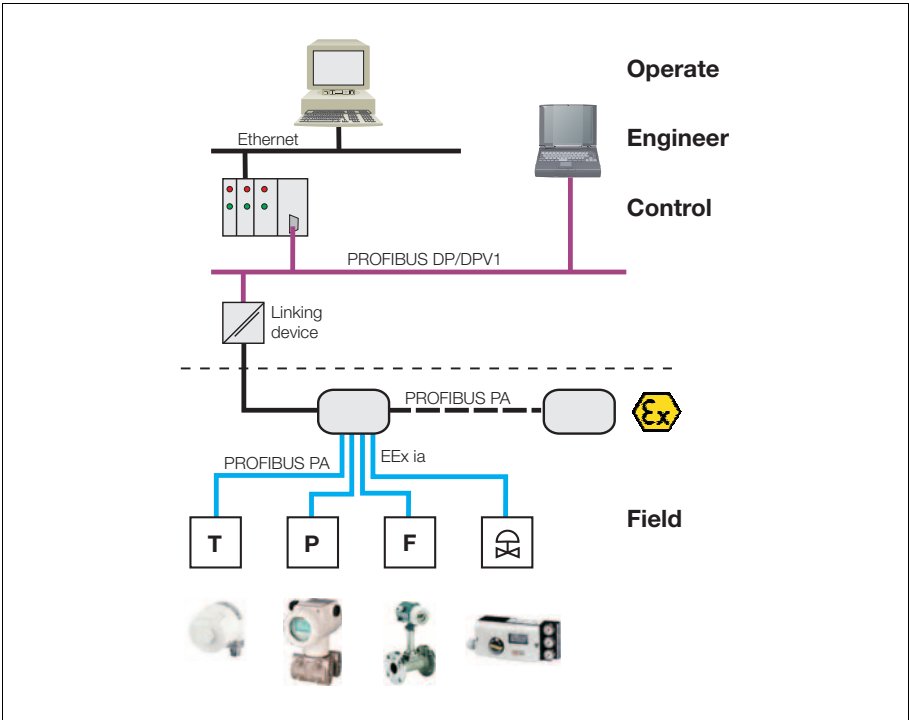 Operate
Ethernet
Engineer
Control
PROFIBUS DP/DPV1
Linking
device
PROFIBUS PA
Ex
PROFIBUS PA
EEx ia
T
P
F
Field